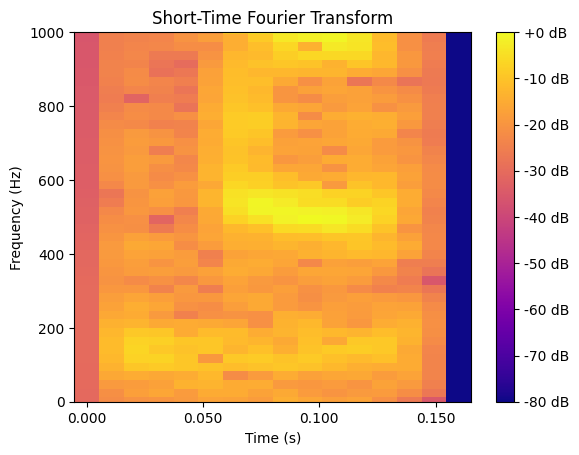 Short-Time Fourier Transform
1000
800
600
400
200
0
Frequency (Hz)
0.000
0.050
0.100
0.150
Time (s)
+0 dB
-10 dB
-20 dB
-30 dB
-40 dB
-50 dB
-60 dB
-70 dB
-80 dB